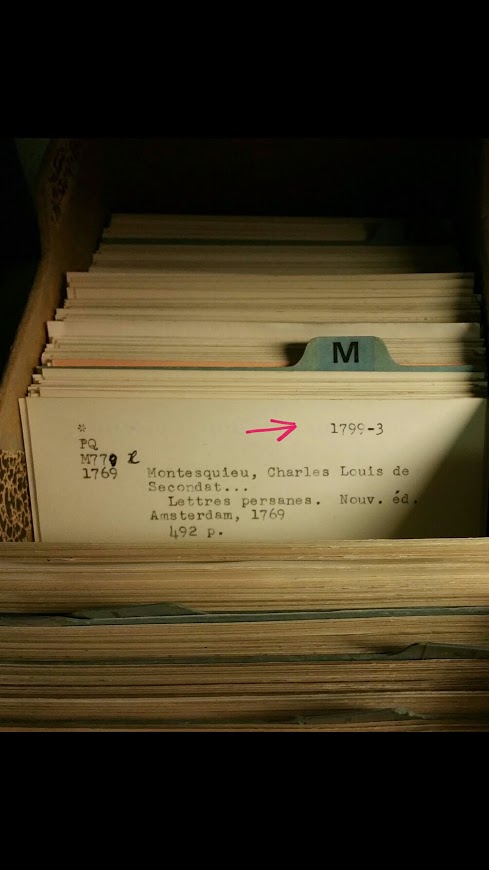 M
* 1799-3
PQ
M779 l
1769 Montesquieu, Charles Louis de
Secondat...
Lettres persanes. Nouv. éd.
Amsterdam, 1769
492 p.